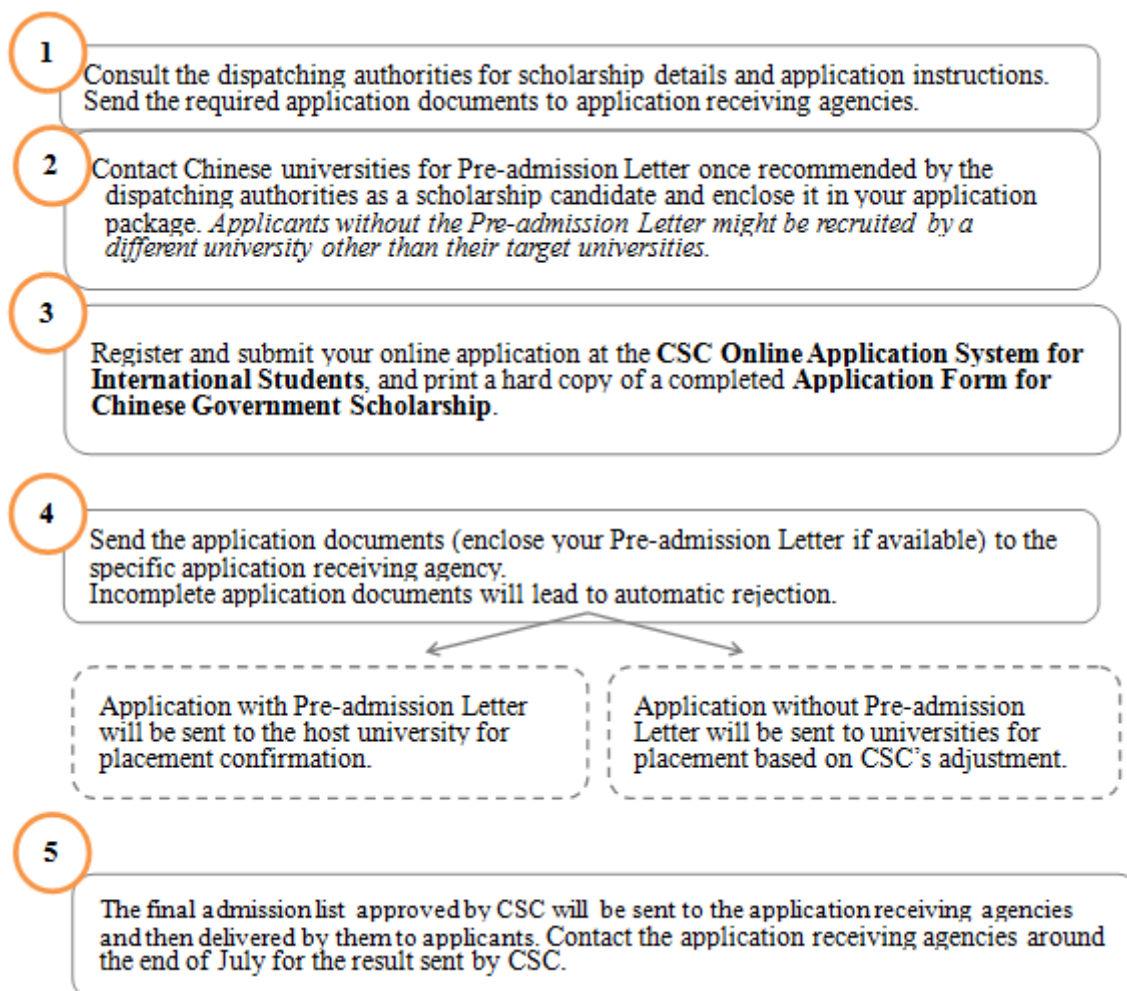 1
Consult the dispatching authorities for scholarship details and application instructions.
Send the required application documents to application receiving agencies.
2
Contact Chinese universities for Pre-admission Letter once recommended by the
dispatching authorities as a scholarship candidate and enclose it in your application
package. Applicants without the Pre-admission Letter might be recruited by a
different university other than their target universities.
3
Register and submit your online application at the CSC Online Application System for
International Students, and print a hard copy of a completed Application Form for
Chinese Government Scholarship.
4
Send the application documents (enclose your Pre-admission Letter if available) to the
specific application receiving agency.
Incomplete application documents will lead to automatic rejection.
Application with Pre-admission Letter
will be sent to the host university for
placement confirmation.
Application without Pre-admission
Letter will be sent to universities for
placement based on CSC's adjustment.
5
The final admission list approved by CSC will be sent to the application receiving agencies
and then delivered by them to applicants. Contact the application receiving agencies around
the end of July for the result sent by CSC.